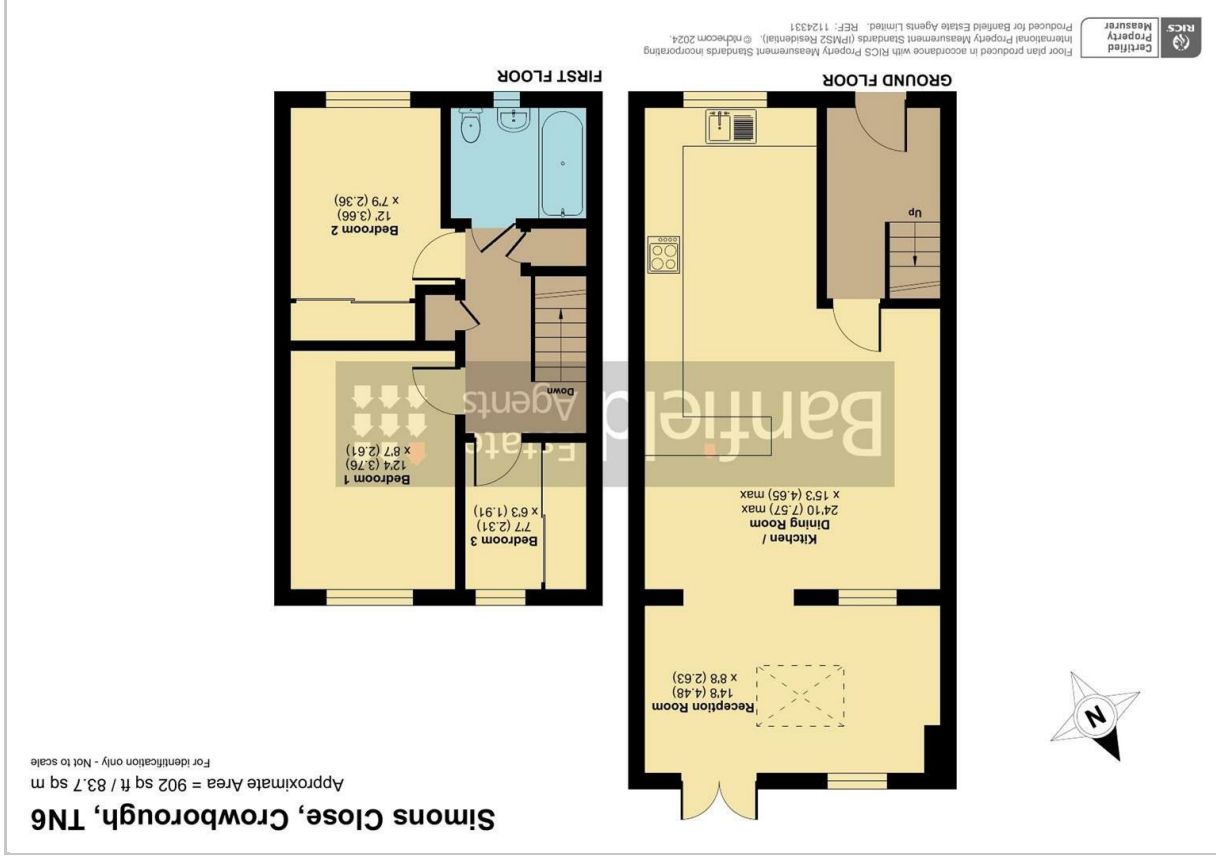 Simons Close, Crowborough, TN6
Approximate Area = 902 sq ft / 83.7 sq m
For identification only - Not to scale
N
Reception Room
14'8 (4.48)
x 8'8 (2.63)
Kitchen /
Dining Room
24'10 (7.57) max
x 15'3 (4.65) max
Up
GROUND FLOOR
Bedroom 3
7'7 (2.31)
x 6'3 (1.91)
Bedroom 1
12'4 (3.76)
x 8'7 (2.61)
Down
Bedroom 2
12' (3.66)
x 7'9 (2.36)
FIRST FLOOR
Banfield
Estate
Agents
RICS
Certified
Property
Measurer
Floor plan produced in accordance with RICS Property Measurement Standards incorporating
International Property Measurement Standards (IPMS2 Residential). © nichecom 2024.
Produced for Banfield Estate Agents Limited. REF: 1124331